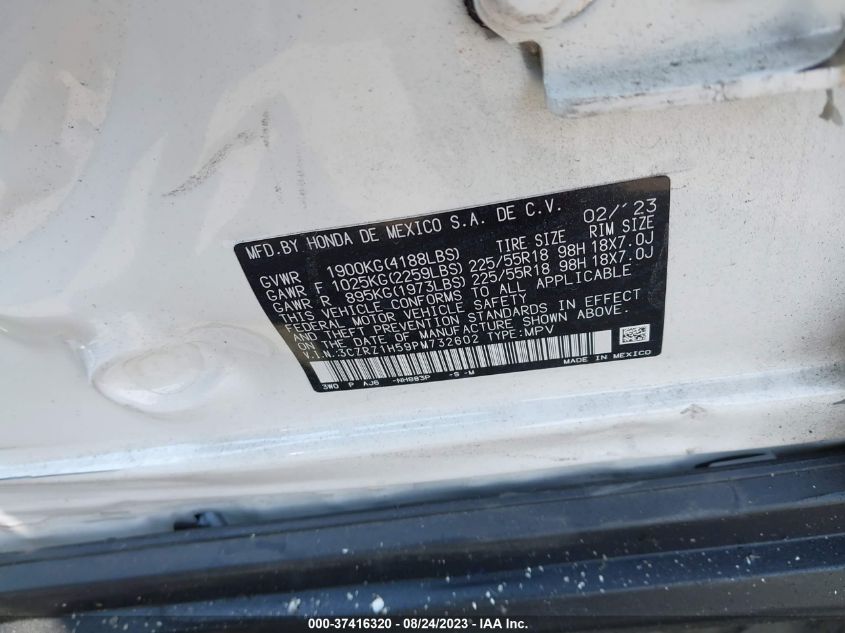 MFD.BY HONDA DE MEXICO S.A. DE C.V. 02/'23
TIRE SIZE RIM SIZE
GVWR 1900KG(4188LBS)
GAWR F 1025KG(2259LBS) 225/55R18 98H 18X7.0J
GAWR R 895KG(1973LBS) 225/55R18 98H 18X7.0J
THIS VEHICLE CONFORMS TO ALL APPLICABLE
FEDERAL MOTOR VEHICLE SAFETY
AND THEFT PREVENTION STANDARDS IN EFFECT
ON THE DATE OF MANUFACTURE SHOWN ABOVE.
V.I.N.:3CZRZ1H59PM732602 TYPE:MPV
MADE IN MEXICO
3W0 P AJ6 -NH883P -S -M
000-37416320 - 08/24/2023 - IAA Inc.